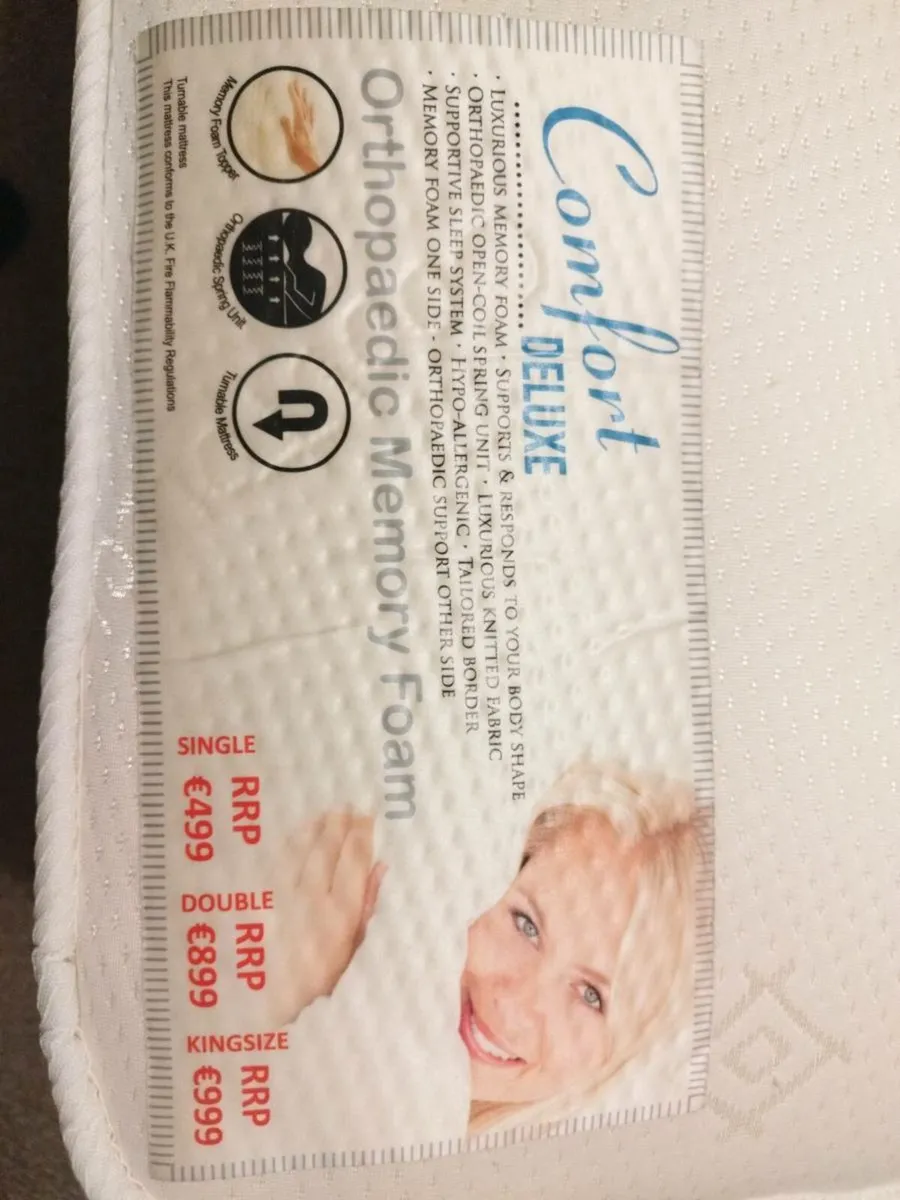 Comfort
DELUXE
• LUXURIOUS MEMORY FOAM • SUPPORTS & RESPONDS TO YOUR BODY SHAPE
• ORTHOPAEDIC OPEN-COIL SPRING UNIT • LUXURIOUS KNITTED FABRIC
• SUPPORTIVE SLEEP SYSTEM • HYPO-ALLERGENIC • TAILORED BORDER
• MEMORY FOAM ONE SIDE - ORTHOPAEDIC SUPPORT OTHER SIDE
Orthopaedic Memory Foam
Memory Foam Topper
Orthopaedic Spring Unit
Turnable Mattress
Turnable mattress
This mattress conforms to the U.K. Fire Flammability Regulations
RRP
SINGLE €499
RRP
DOUBLE €899
RRP
KINGSIZE €999